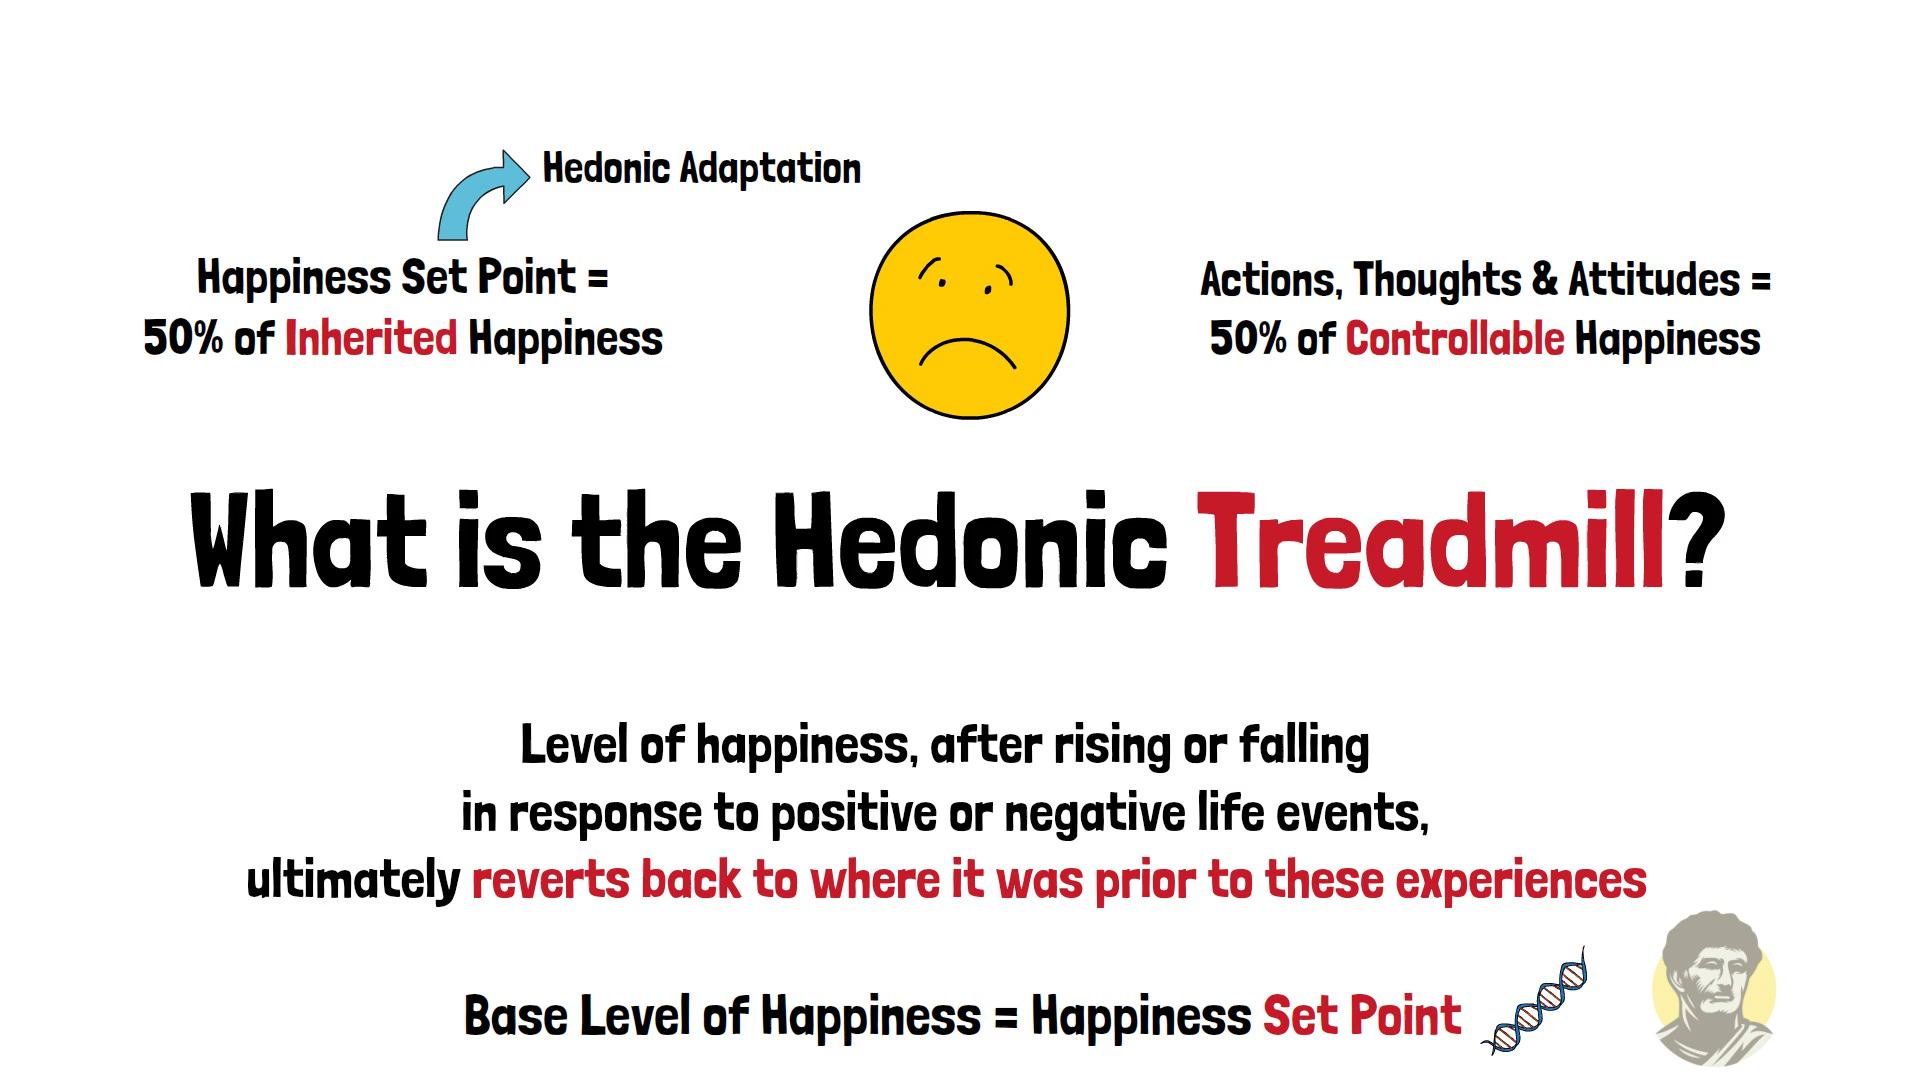 Hedonic Adaptation
Happiness Set Point =
50% of Inherited Happiness
Actions, Thoughts & Attitudes =
50% of Controllable Happiness
What is the Hedonic Treadmill?
Level of happiness, after rising or falling
in response to positive or negative life events,
ultimately reverts back to where it was prior to these experiences
Base Level of Happiness = Happiness Set Point